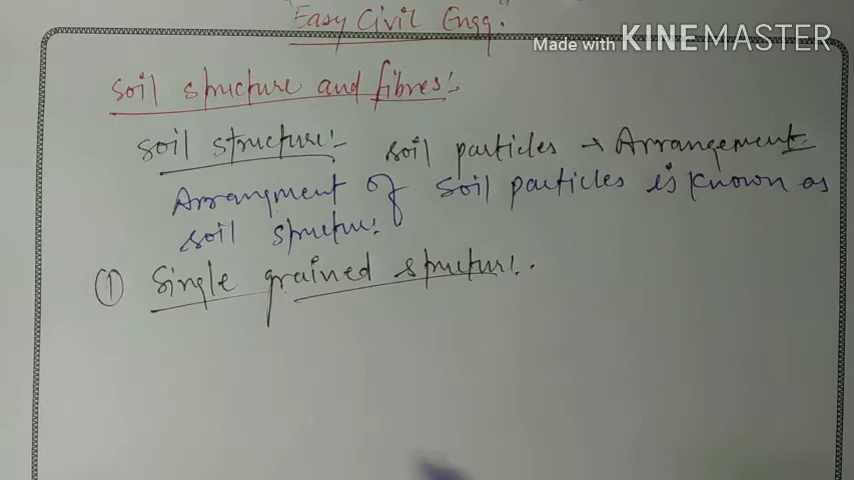 "Easy Civil Engg."
Made with KINEMASTER
soil structure and fibres:-
soil structure:- soil particles → Arrangement.
Arrangment of soil particles is known as
soil structure:
① Single grained structure:.